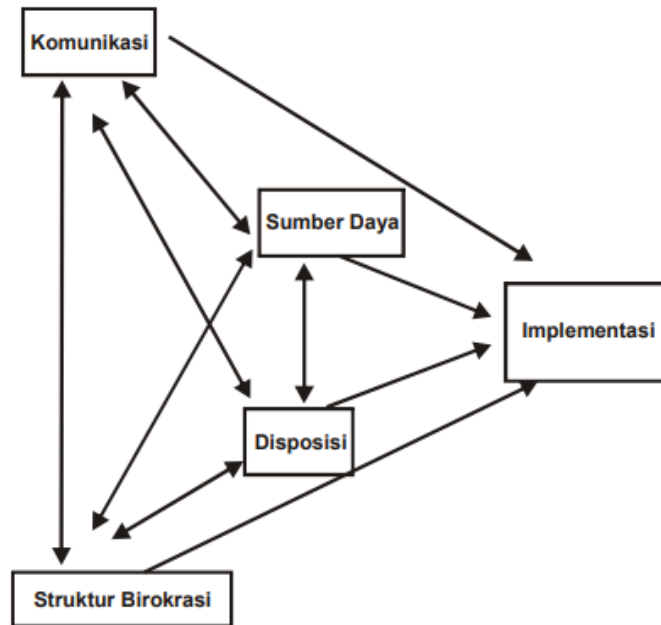 Komunikasi
Sumber Daya
Implementasi
Disposisi
Struktur Birokrasi